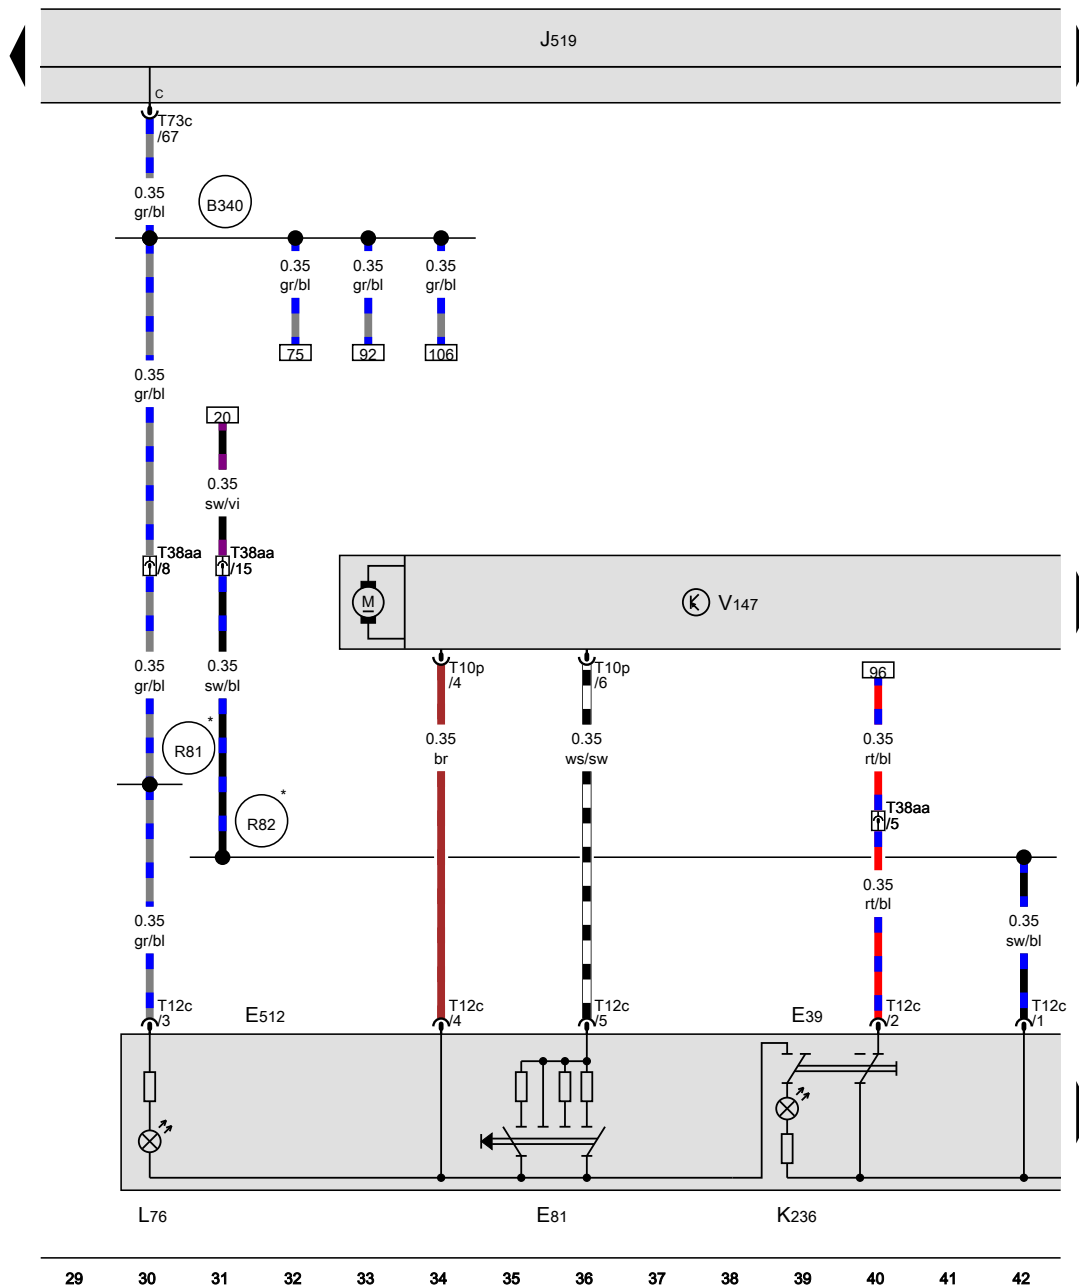 J519
c
T73c
/67
0.35
gr/bl
B340
0.35
gr/bl
0.35
gr/bl
0.35
gr/bl
75
92
106
0.35
gr/bl
20
0.35
sw/vi
T38aa
/8
T38aa
/15
M
V147
0.35
gr/bl
0.35
sw/bl
T10p
/4
T10p
/6
96
*
R81
0.35
br
0.35
ws/sw
0.35
rt/bl
*
R82
T38aa
/5
0.35
rt/bl
0.35
gr/bl
0.35
sw/bl
T12c
/3
E512
T12c
/4
T12c
/5
E39
T12c
/2
T12c
/1
L76
E81
K236
29 30 31 32 33 34 35 36 37 38 39 40 41 42